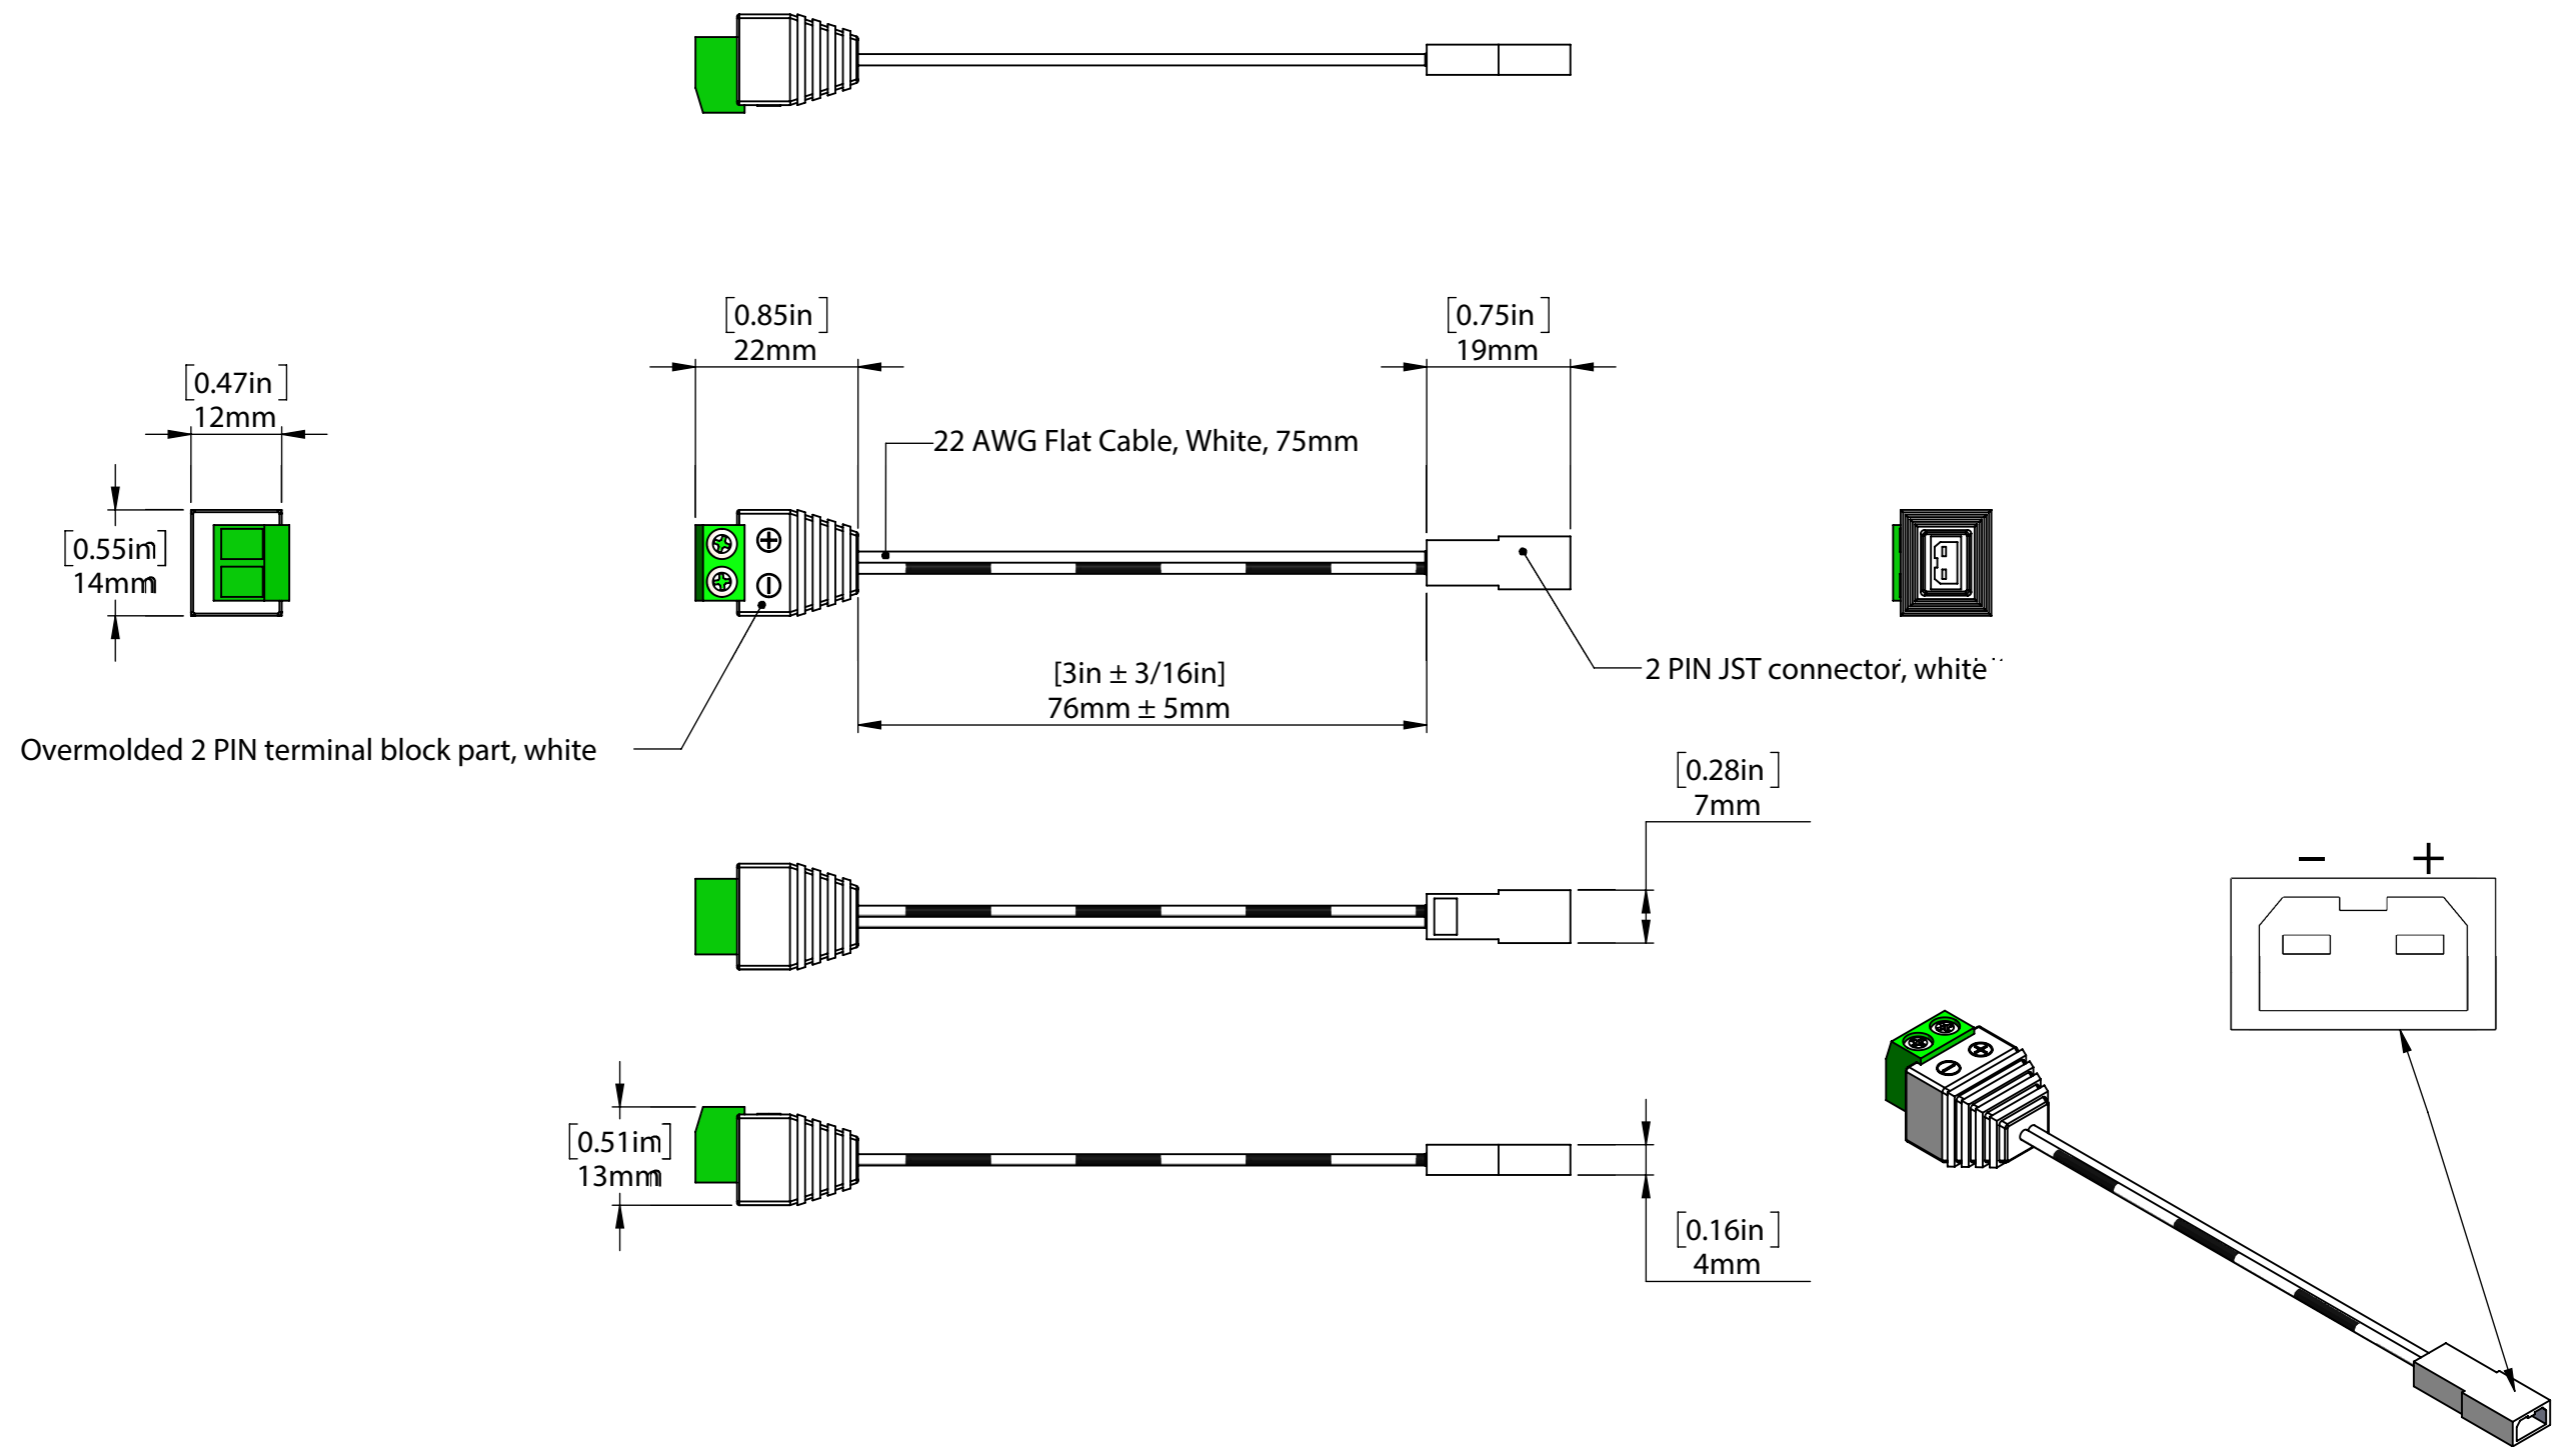 [0.85in]
22mm
[0.75in]
19mm
[0.47in]
12mm
22 AWG Flat Cable, White, 75mm
[0.55in]
14mm
[3in ± 3/16in]
76mm ± 5mm
2 PIN JST connector, white
Overmolded 2 PIN terminal block part, white
[0.28in]
7mm
− +
[0.51in]
13mm
[0.16in]
4mm